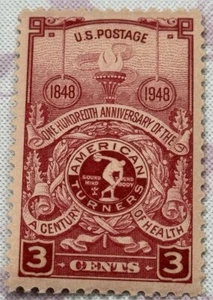 U.S. POSTAGE
1848 1948
ONE HUNDREDTH ANNIVERSARY OF THE
AMERICAN
SOUND MIND SOUND BODY
TURNERS
A CENTURY OF HEALTH
3 CENTS 3